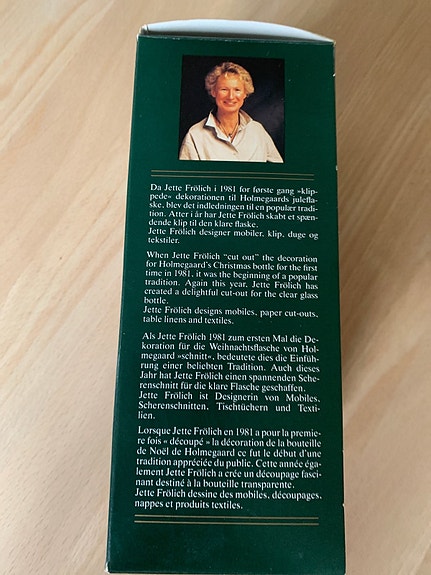 Da Jette Frölich i 1981 for første gang »klip-
pede« dekorationen til Holmegaards julefla-
ske, blev det indledningen til en populær tradi-
tion. Atter i år har Jette Frölich skabt et spæn-
dende klip til den klare flaske.
Jette Frölich designer mobiler, klip, duge og
tekstiler.
When Jette Frölich “cut out” the decoration
for Holmegaard’s Christmas bottle for the first
time in 1981, it was the beginning of a popular
tradition. Again this year, Jette Frölich has
created a delightful cut-out for the clear glass
bottle.
Jette Frölich designs mobiles, paper cut-outs,
table linens and textiles.
Als Jette Frölich 1981 zum ersten Mal die De-
koration für die Weihnachtsflasche von Hol-
megaard »schnitt«, bedeutete dies die Einfüh-
rung einer beliebten Tradition. Auch dieses
Jahr hat Jette Frölich einen spannenden Sche-
renschnitt für die klare Flasche geschaffen.
Jette Frölich ist Designerin von Mobiles,
Scherenschnitten, Tischtüchern und Texti-
lien.
Lorsque Jette Frölich en 1981 a pour la premiè-
re fois « découpé » la décoration de la bouteille
de Noël de Holmegaard ce fut le début d’une
tradition appréciée du public. Cette année éga-
lement Jette Frölich a crée un découpage fasci-
nant destiné à la bouteille transparente.
Jette Frölich dessine des mobiles, découpages,
nappes et produits textiles.